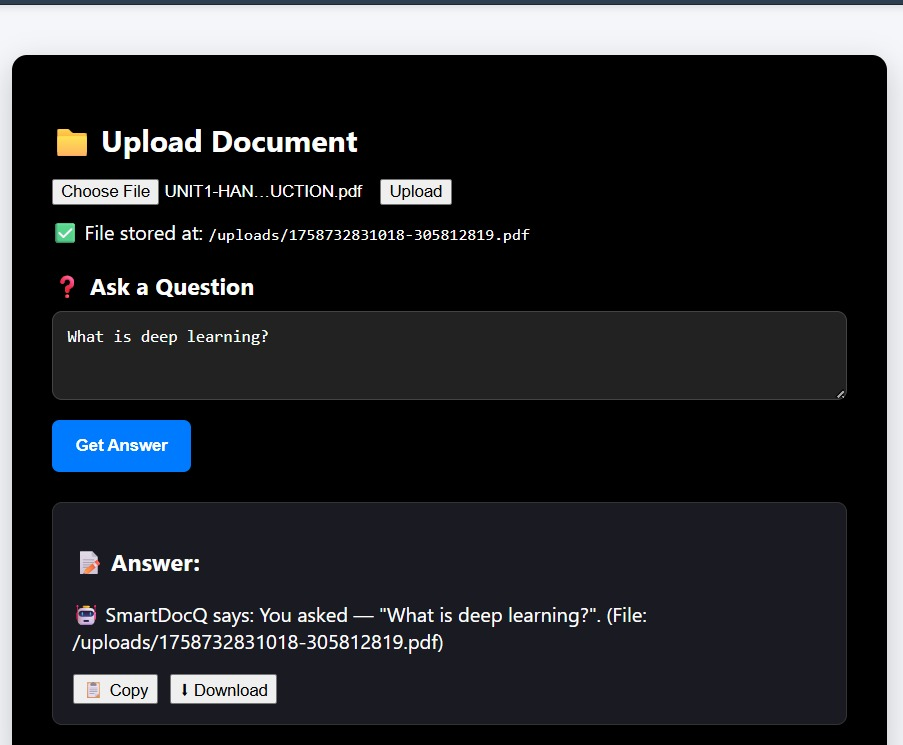 Upload Document
Choose File UNIT1-HAN...UCTION.pdf Upload
File stored at: /uploads/1758732831018-305812819.pdf
Ask a Question
What is deep learning?
Get Answer
Answer:
SmartDocQ says: You asked — "What is deep learning?". (File:
/uploads/1758732831018-305812819.pdf)
Copy Download